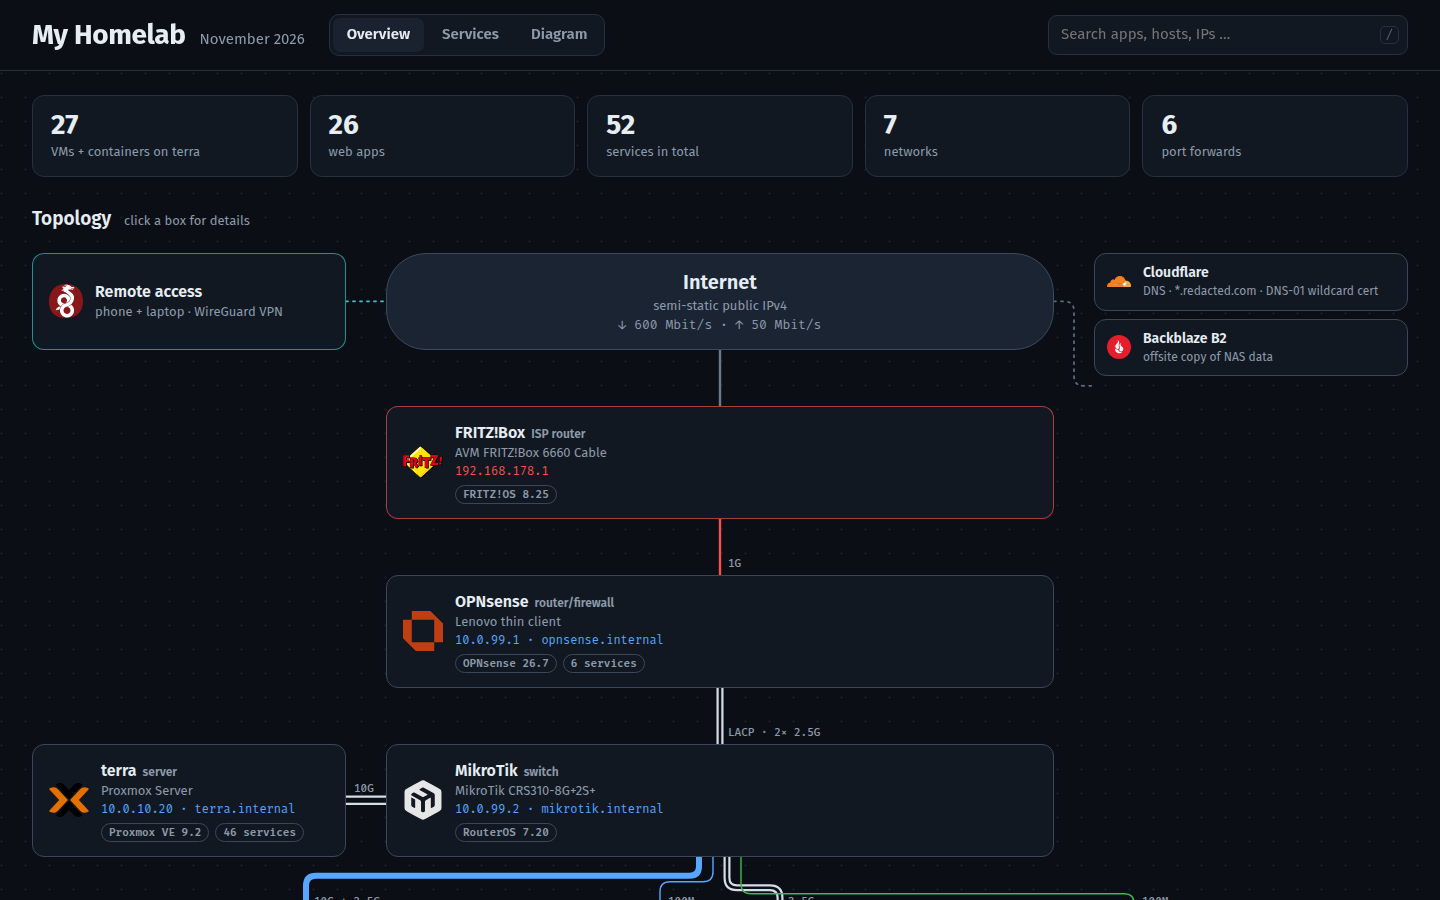 My Homelab
November 2026
Overview
Services
Diagram
Search apps, hosts, IPs ...
/
27
VMs + containers on terra
26
web apps
52
services in total
7
networks
6
port forwards
Topology
click a box for details
Remote access
phone + laptop · WireGuard VPN
Internet
semi-static public IPv4
↓ 600 Mbit/s · ↑ 50 Mbit/s
Cloudflare
DNS · *.redacted.com · DNS-01 wildcard cert
Backblaze B2
offsite copy of NAS data
FRITZ!
FRITZ!Box ISP router
AVM FRITZ!Box 6660 Cable
192.168.178.1
FRITZ!OS 8.25
1G
OPNsense router/firewall
Lenovo thin client
10.0.99.1 · opnsense.internal
OPNsense 26.7
6 services
LACP · 2× 2.5G
terra server
Proxmox Server
10.0.10.20 · terra.internal
Proxmox VE 9.2
46 services
10G
MikroTik switch
MikroTik CRS310-8G+2S+
10.0.99.2 · mikrotik.internal
RouterOS 7.20